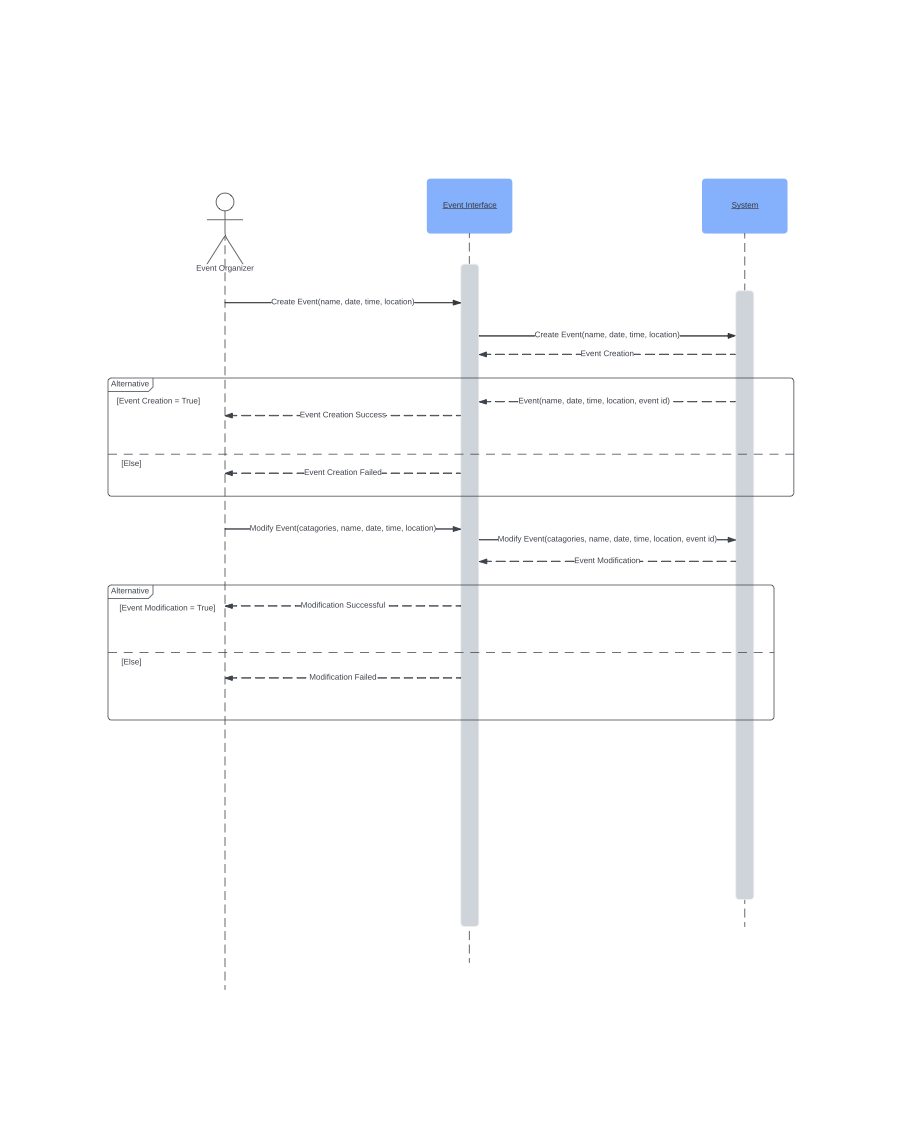 Event Interface
System
Event Organizer
Create Event(name, date, time, location)
Create Event(name, date, time, location)
Event Creation
Alternative
[Event Creation = True]
Event(name, date, time, location, event id)
Event Creation Success
[Else]
Event Creation Failed
Modify Event(catagories, name, date, time, location)
Modify Event(catagories, name, date, time, location, event id)
Event Modification
Alternative
[Event Modification = True]
Modification Successful
[Else]
Modification Failed